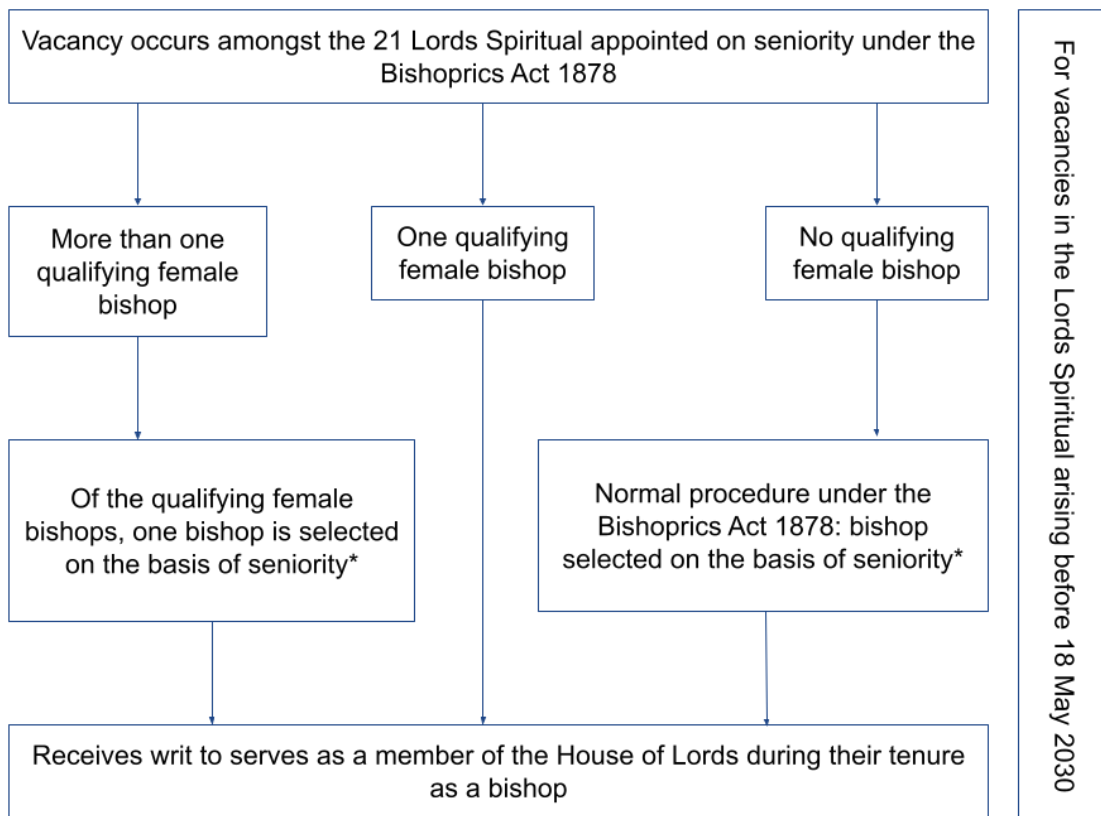 Vacancy occurs amongst the 21 Lords Spiritual appointed on seniority under the
Bishoprics Act 1878
More than one
qualifying female
bishop
One qualifying
female bishop
No qualifying
female bishop
Of the qualifying female
bishops, one bishop is selected
on the basis of seniority*
Normal procedure under the
Bishoprics Act 1878: bishop
selected on the basis of seniority*
Receives writ to serves as a member of the House of Lords during their tenure
as a bishop
For vacancies in the Lords Spiritual arising before 18 May 2030